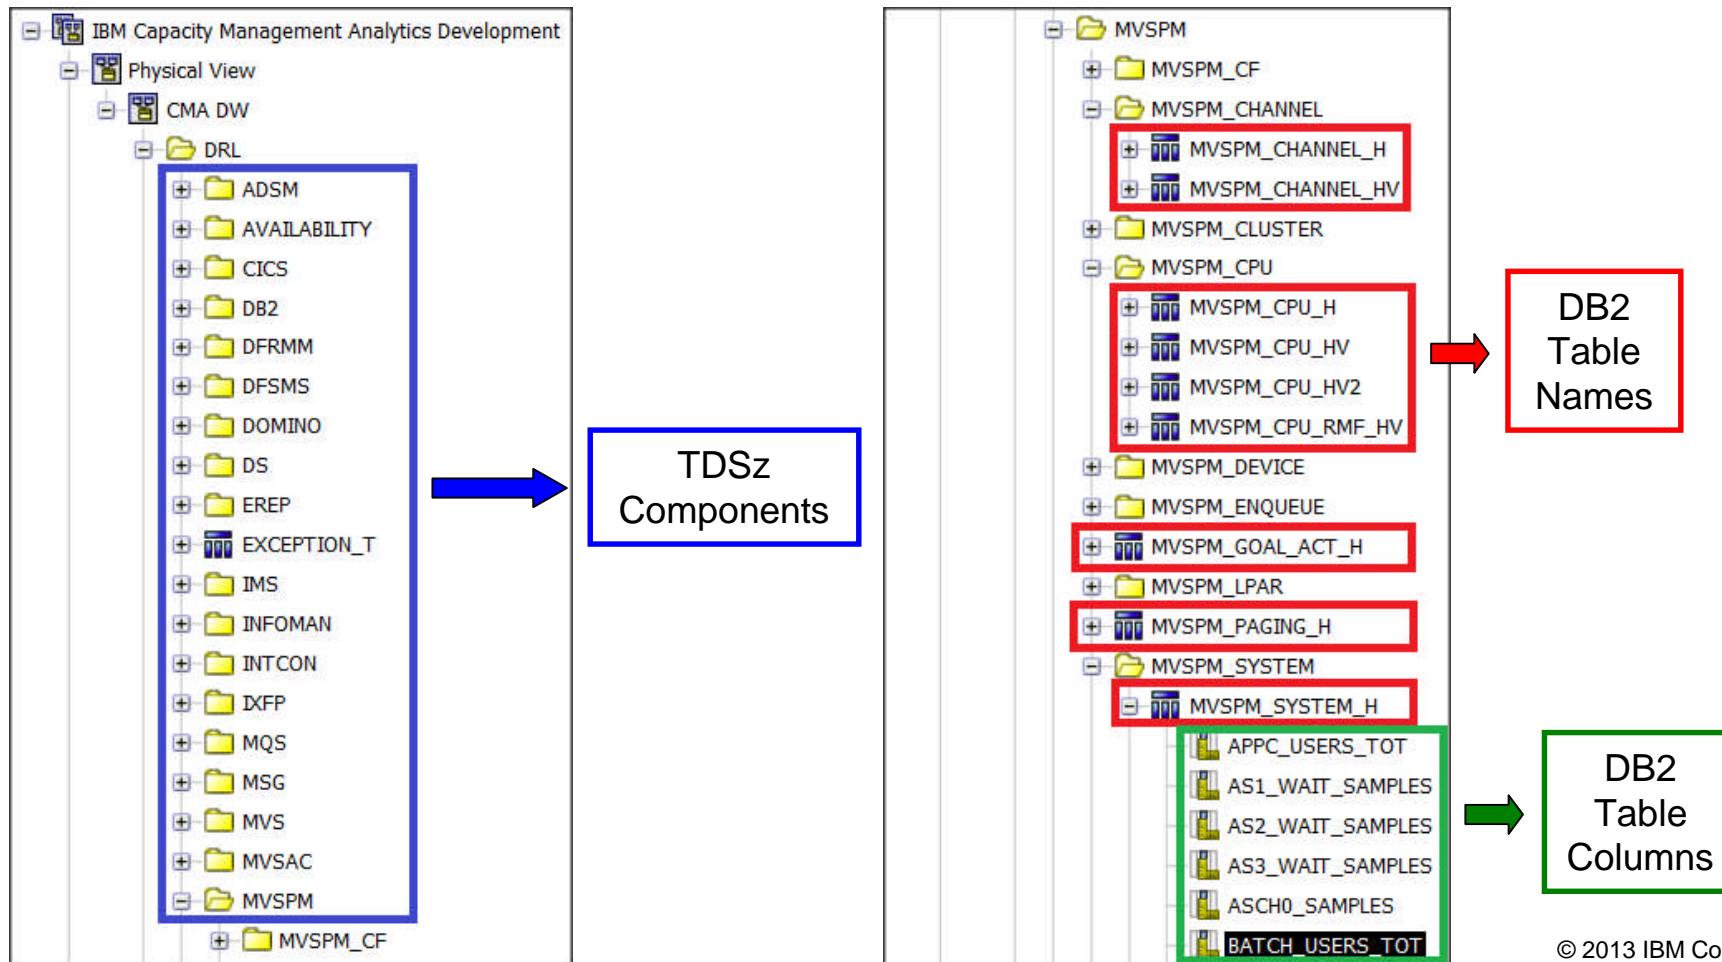 IBM Capacity Management Analytics Development
Physical View
CMA DW
DRL
ADSM
AVAILABILITY
CICS
DB2
DFRMM
DFSMS
DOMINO
DS
EREP
EXCEPTION_T
IMS
INFOMAN
INTCON
IXFP
MQS
MSG
MVS
MVSAC
MVSPM
MVSPM_CF
TDSz
Components
MVSPM
MVSPM_CF
MVSPM_CHANNEL
MVSPM_CHANNEL_H
MVSPM_CHANNEL_HV
MVSPM_CLUSTER
MVSPM_CPU
MVSPM_CPU_H
MVSPM_CPU_HV
MVSPM_CPU_HV2
MVSPM_CPU_RMF_HV
MVSPM_DEVICE
MVSPM_ENQUEUE
MVSPM_GOAL_ACT_H
MVSPM_LPAR
MVSPM_PAGING_H
MVSPM_SYSTEM
MVSPM_SYSTEM_H
APPC_USERS_TOT
AS1_WAIT_SAMPLES
AS2_WAIT_SAMPLES
AS3_WAIT_SAMPLES
ASCH0_SAMPLES
BATCH_USERS_TOT
DB2
Table
Names
DB2
Table
Columns
© 2013 IBM Co